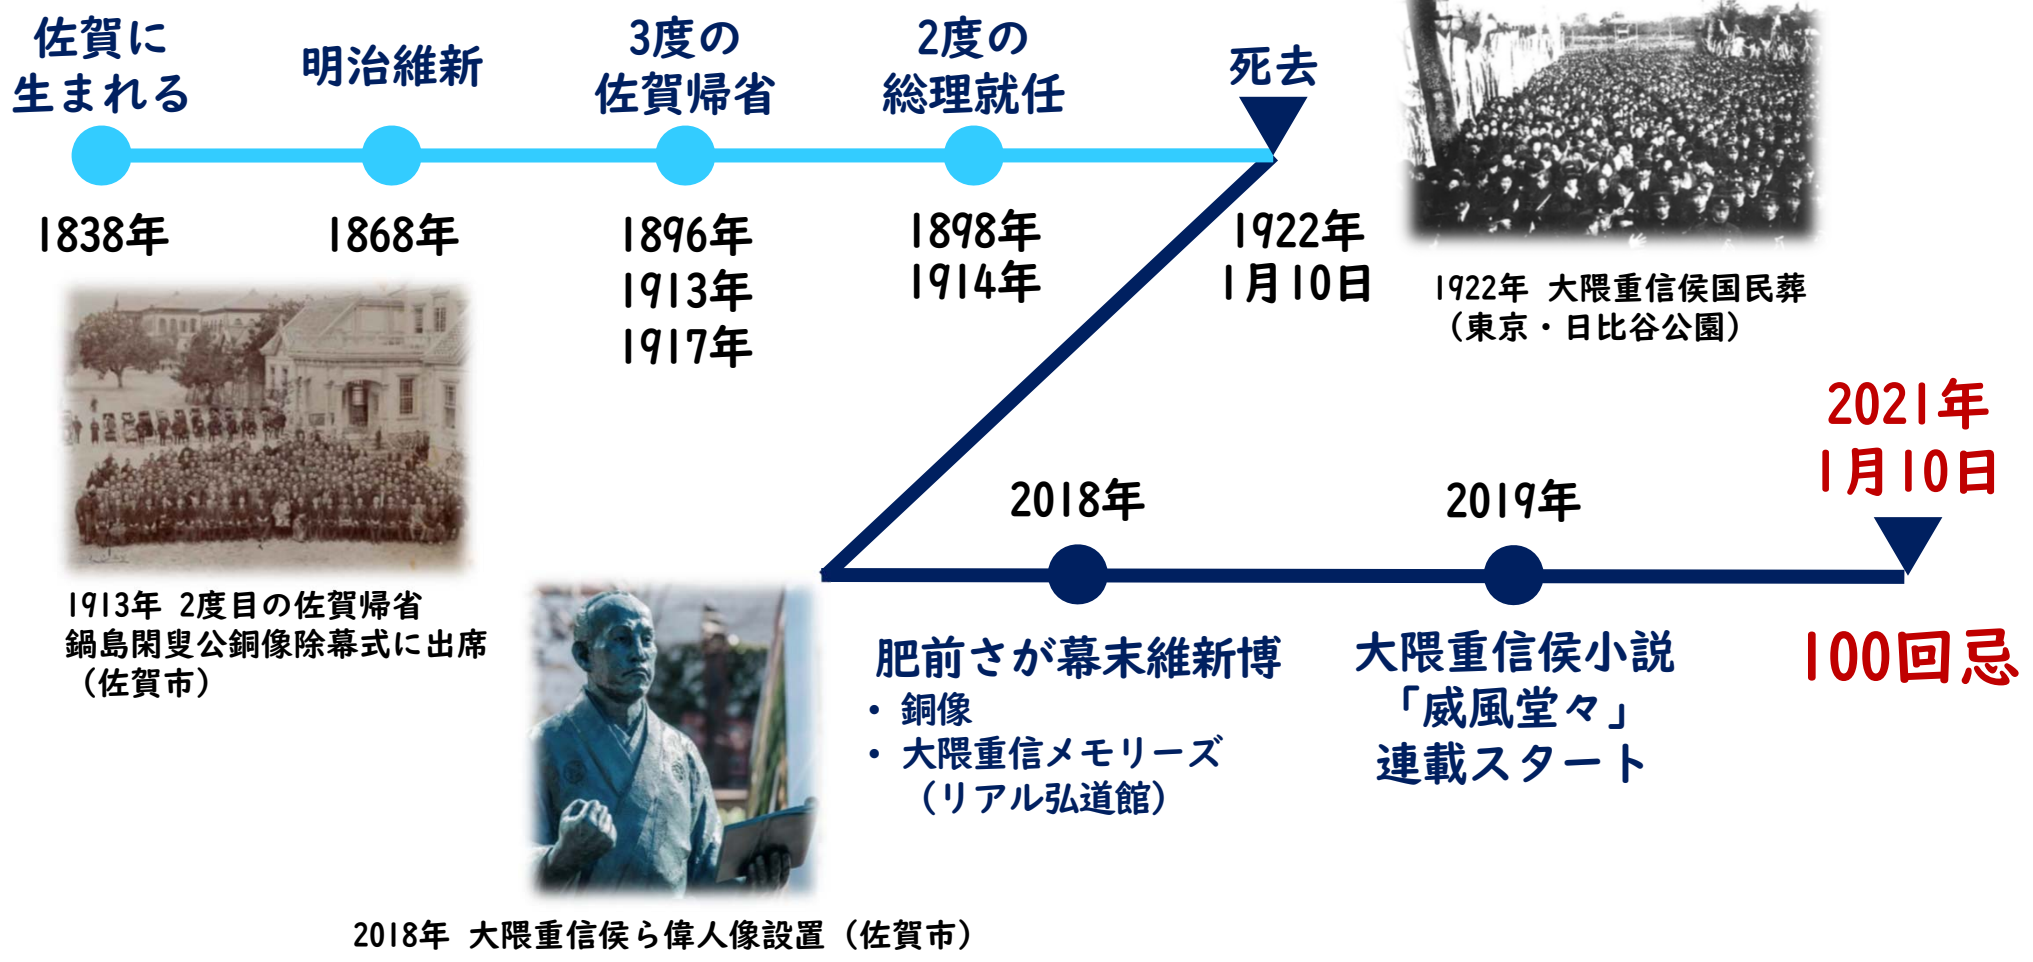 佐賀に
生まれる
明治維新
3度の
佐賀帰省
2度の
総理就任
死去
1838年
1868年
1896年
1913年
1917年
1898年
1914年
1922年
1月10日
1922年 大隈重信侯国民葬
（東京・日比谷公園）
1913年 2度目の佐賀帰省
鍋島閑叟公銅像除幕式に出席
（佐賀市）
2018年
2019年
2021年
1月10日
肥前さが幕末維新博
・ 銅像
・ 大隈重信メモリーズ
（リアル弘道館）
大隈重信侯小説
「威風堂々」
連載スタート
100回忌
2018年 大隈重信侯ら偉人像設置（佐賀市）